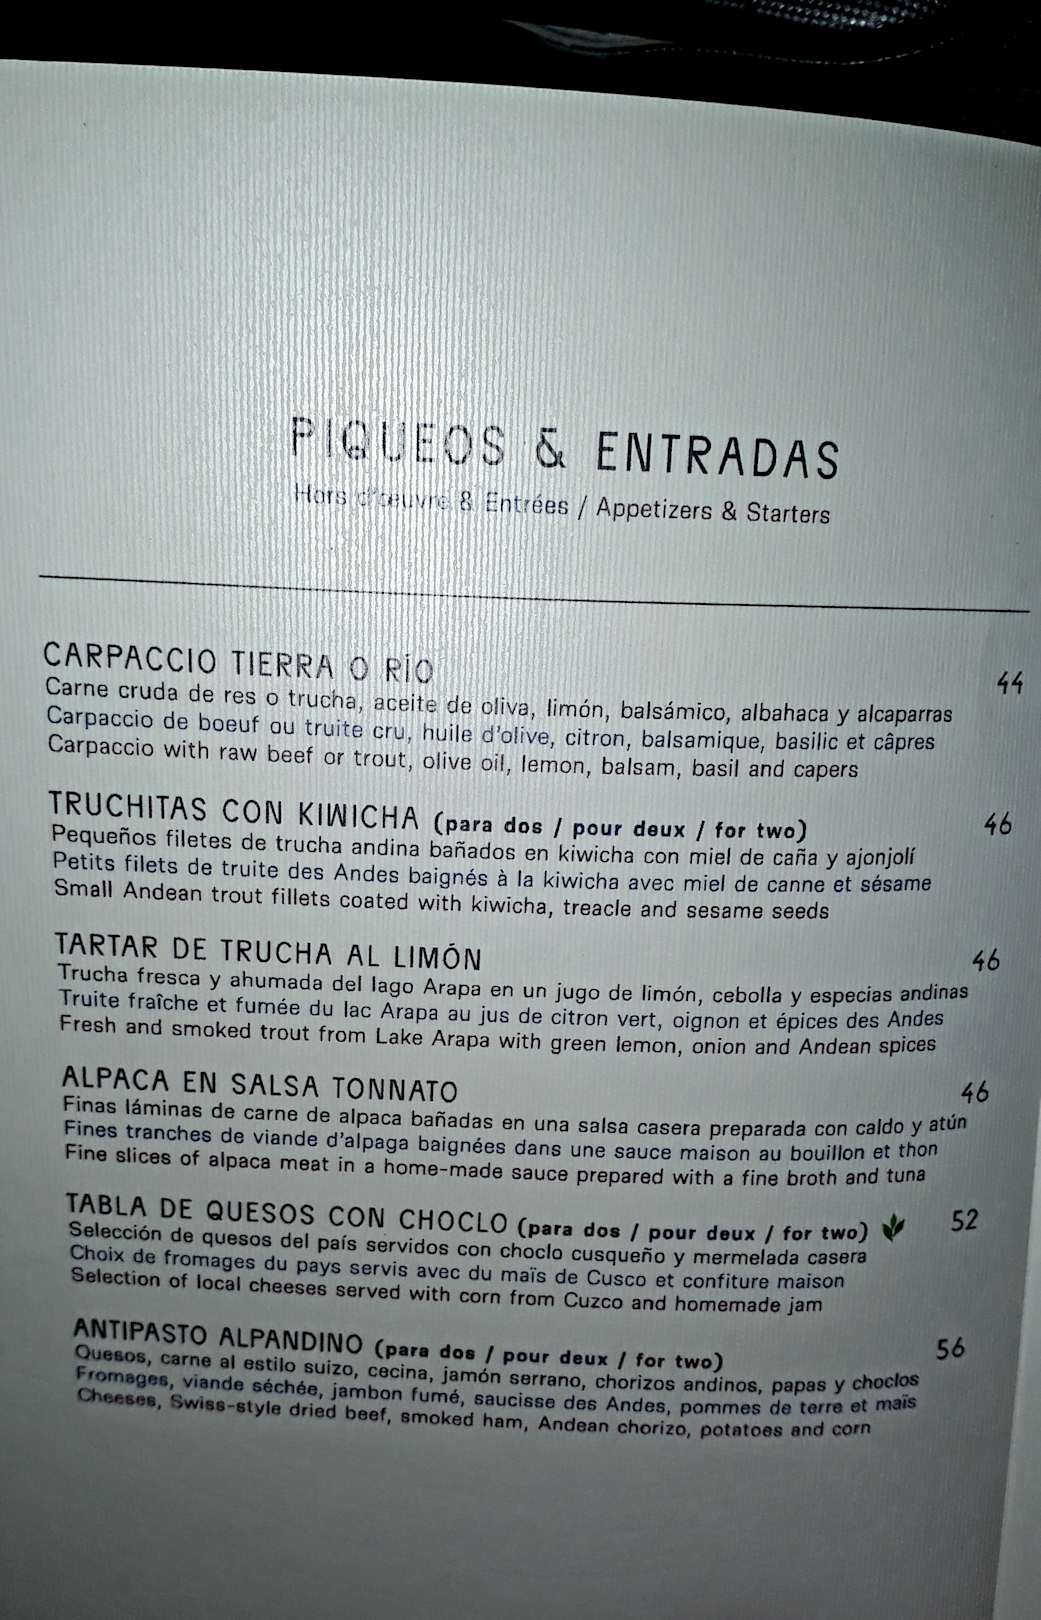 PIQUEOS & ENTRADAS
Hors d'œuvre & Entrées / Appetizers & Starters
CARPACCIO TIERRA O RÍO 44
Carne cruda de res o trucha, aceite de oliva, limón, balsámico, albahaca y alcaparras
Carpaccio de boeuf ou truite cru, huile d'olive, citron, balsamique, basilic et câpres
Carpaccio with raw beef or trout, olive oil, lemon, balsam, basil and capers
TRUCHITAS CON KIWICHA (para dos / pour deux / for two) 46
Pequeños filetes de trucha andina bañados en kiwicha con miel de caña y ajonjolí
Petits filets de truite des Andes baignés à la kiwicha avec miel de canne et sésame
Small Andean trout fillets coated with kiwicha, treacle and sesame seeds
TARTAR DE TRUCHA AL LIMÓN 46
Trucha fresca y ahumada del lago Arapa en un jugo de limón, cebolla y especias andinas
Truite fraîche et fumée du lac Arapa au jus de citron vert, oignon et épices des Andes
Fresh and smoked trout from Lake Arapa with green lemon, onion and Andean spices
ALPACA EN SALSA TONNATO 46
Finas láminas de carne de alpaca bañadas en una salsa casera preparada con caldo y atún
Fines tranches de viande d'alpaga baignées dans une sauce maison au bouillon et thon
Fine slices of alpaca meat in a home-made sauce prepared with a fine broth and tuna
TABLA DE QUESOS CON CHOCLO (para dos / pour deux / for two) 52
Selección de quesos del país servidos con choclo cusqueño y mermelada casera
Choix de fromages du pays servis avec du maïs de Cusco et confiture maison
Selection of local cheeses served with corn from Cuzco and homemade jam
ANTIPASTO ALPANDINO (para dos / pour deux / for two) 56
Quesos, carne al estilo suizo, cecina, jamón serrano, chorizos andinos, papas y choclos
Fromages, viande séchée, jambon fumé, saucisse des Andes, pommes de terre et maïs
Cheeses, Swiss-style dried beef, smoked ham, Andean chorizo, potatoes and corn